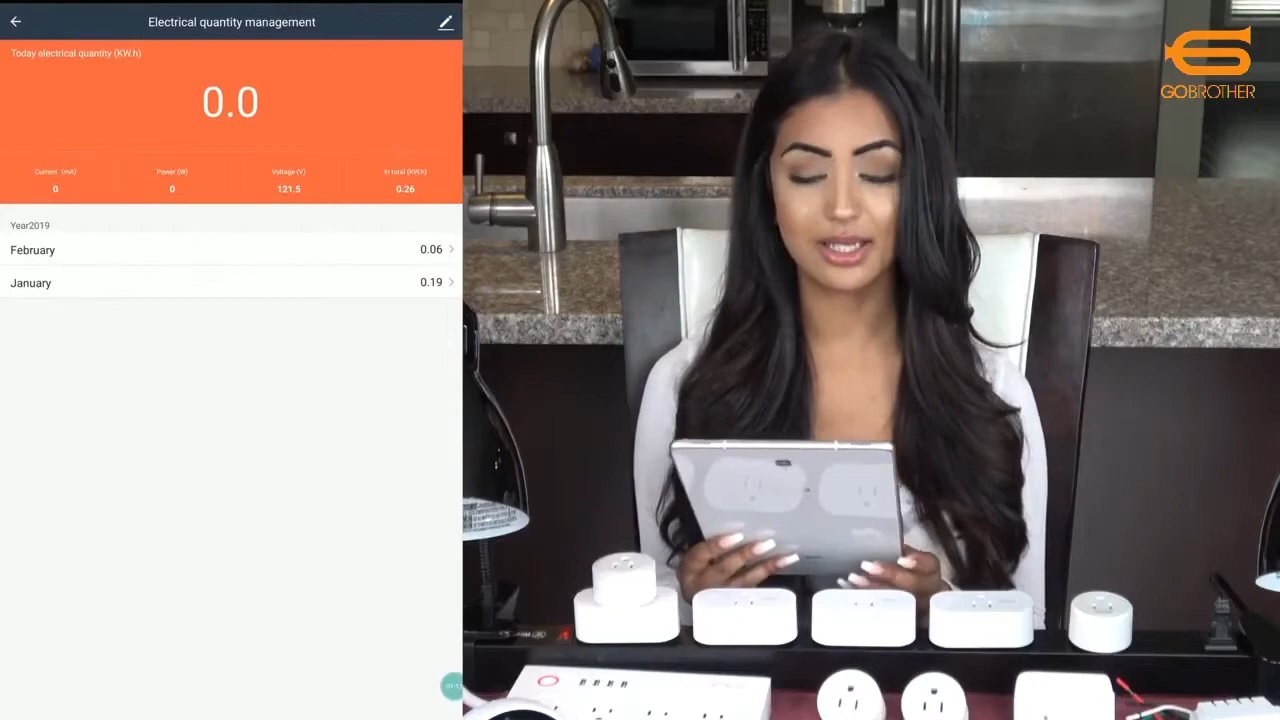 Electrical quantity management
Today electrical quantity (KW.h)
0.0
Current (mA)
Power (W)
Voltage (V)
In total (KW.h)
0
0
121.5
0.26
Year2019
February
0.06
January
0.19
GOBROTHER